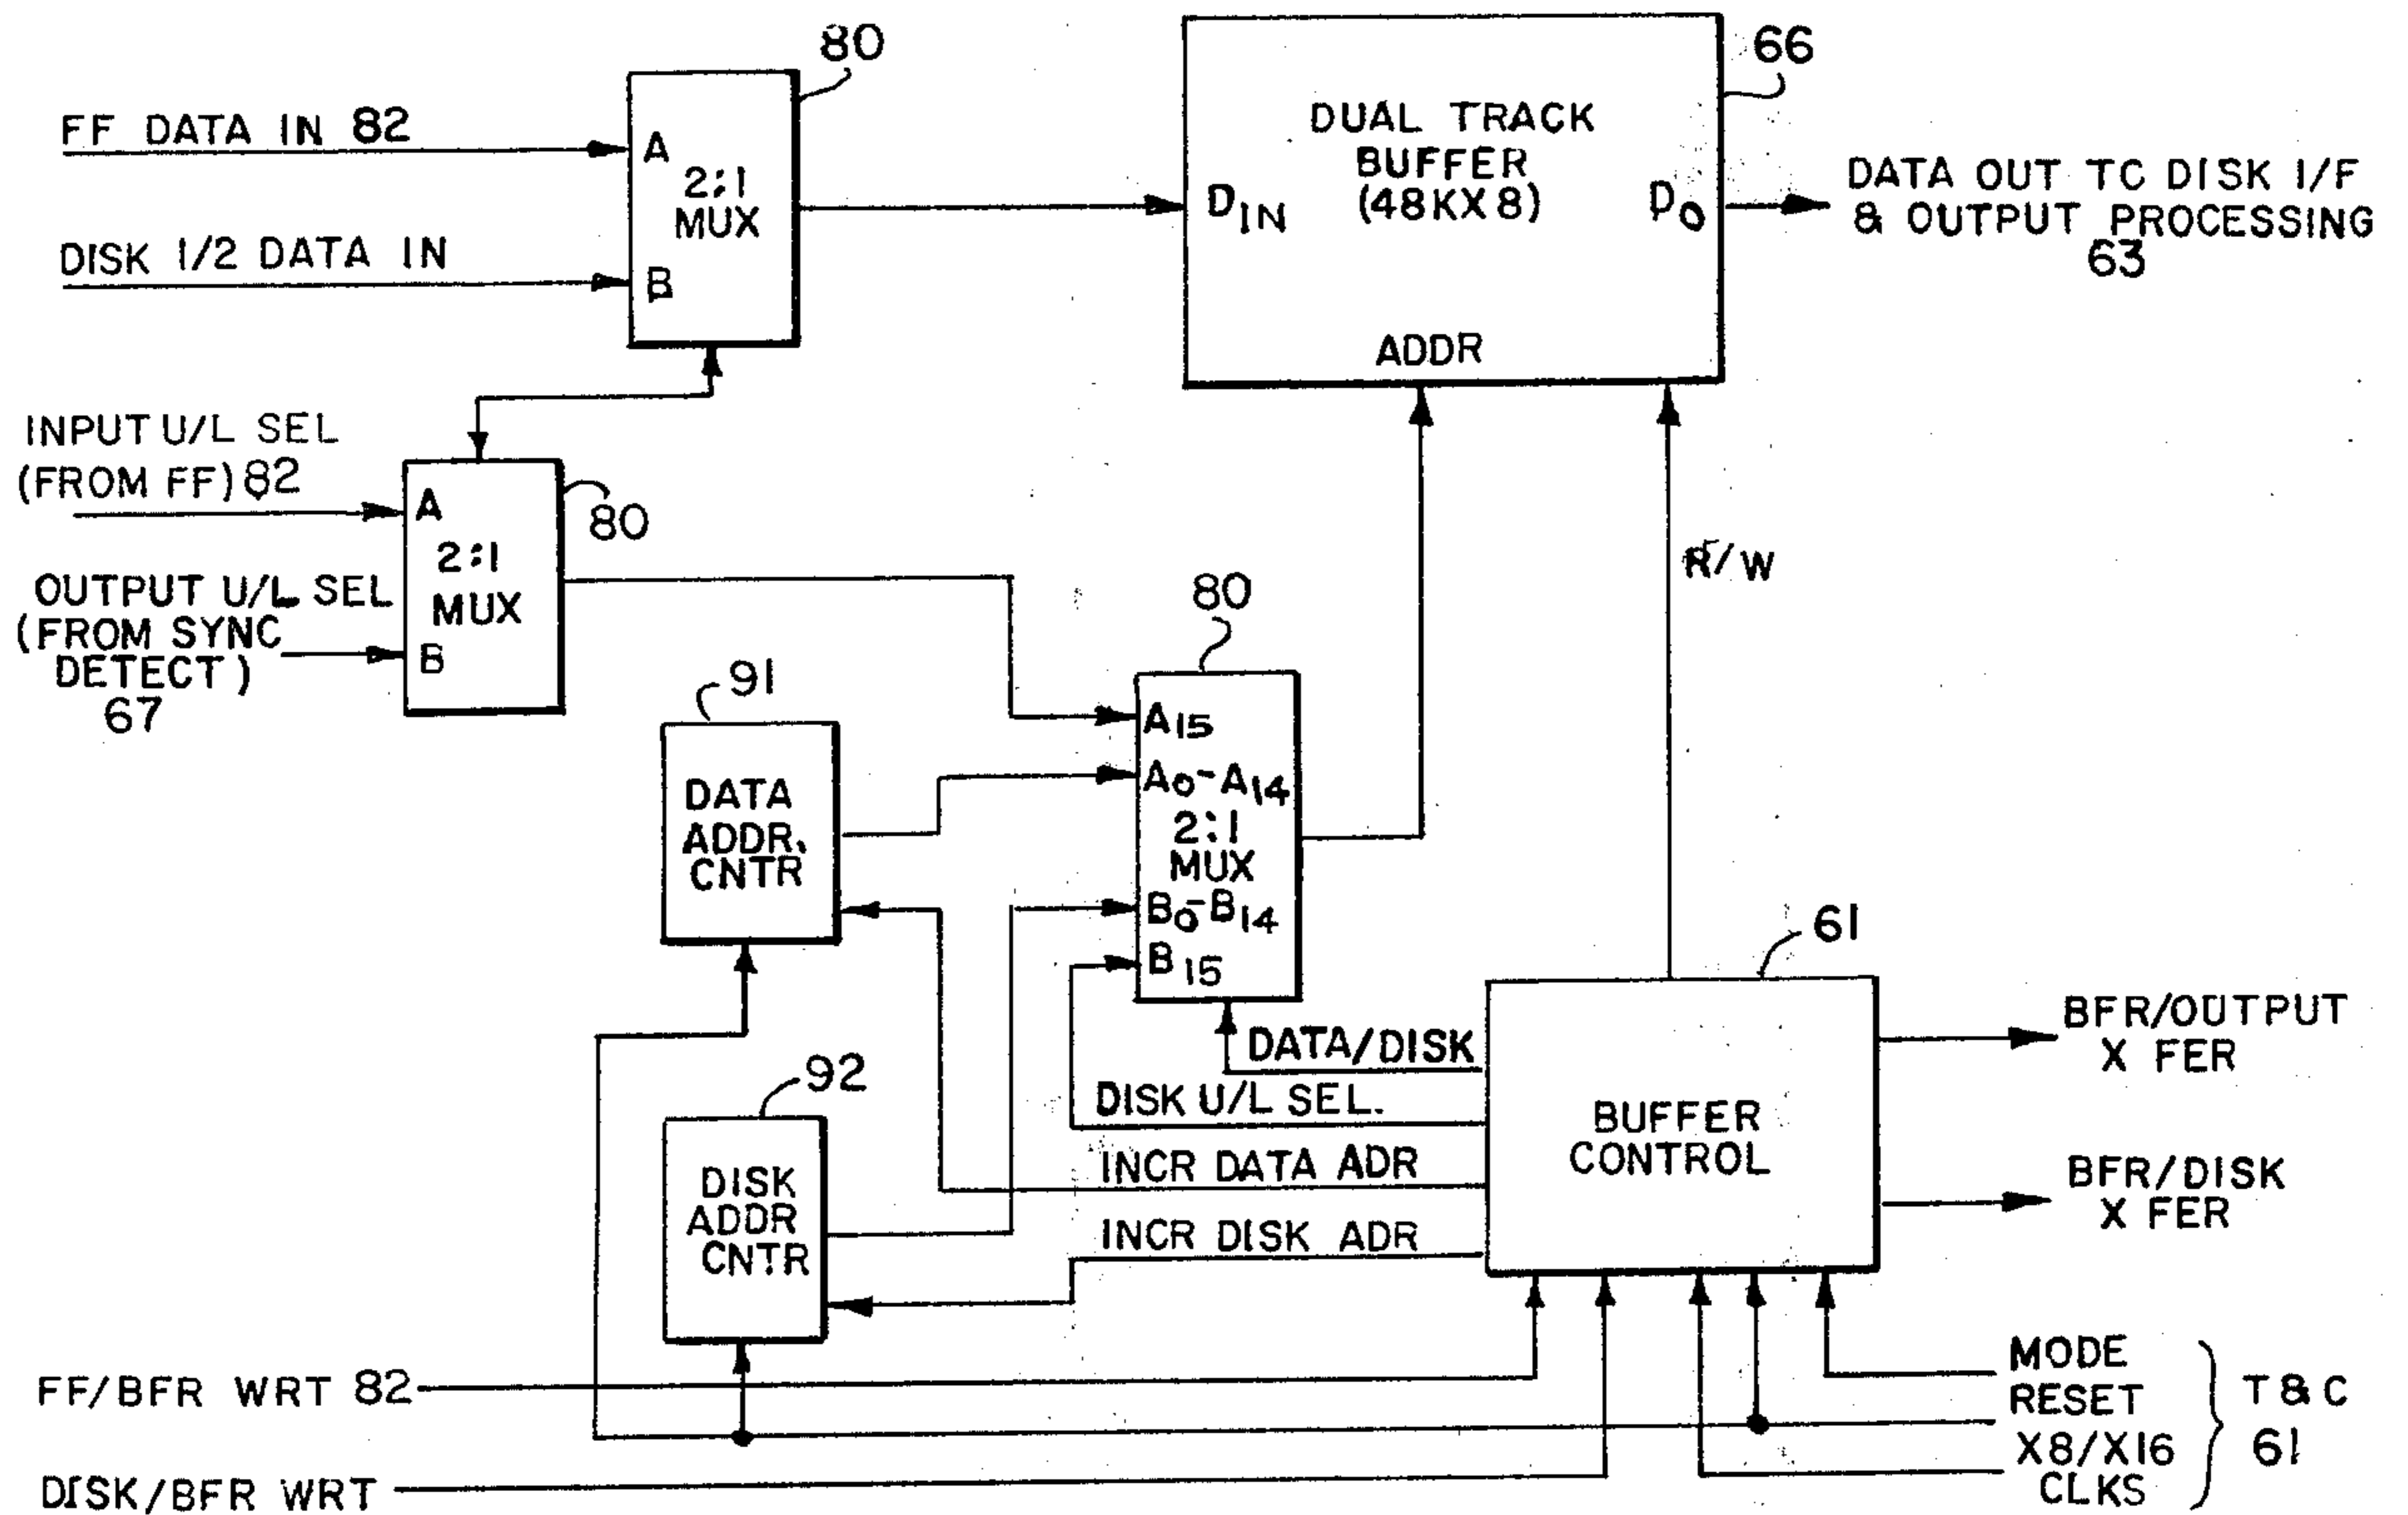 80
66
FF DATA IN 82
A
2:1
MUX
DISK 1/2 DATA IN
B
DUAL TRACK
BUFFER
(48KX8)
DIN
DO
ADDR
DATA OUT TC DISK I/F
& OUTPUT PROCESSING
63
INPUT U/L SEL
(FROM FF) 82
A
2:1
MUX
B
80
OUTPUT U/L SEL
(FROM SYNC
DETECT)
67
R/W
80
A15
A0-A14
2:1
MUX
B0-B14
B15
91
DATA
ADDR.
CNTR
92
DISK
ADDR
CNTR
DATA/DISK
DISK U/L SEL.
INCR DATA ADR
INCR DISK ADR
61
BUFFER
CONTROL
BFR/OUTPUT
X FER
BFR/DISK
X FER
FF/BFR WRT 82
DISK/BFR WRT
MODE
RESET
X8/X16
CLKS
T & C
61